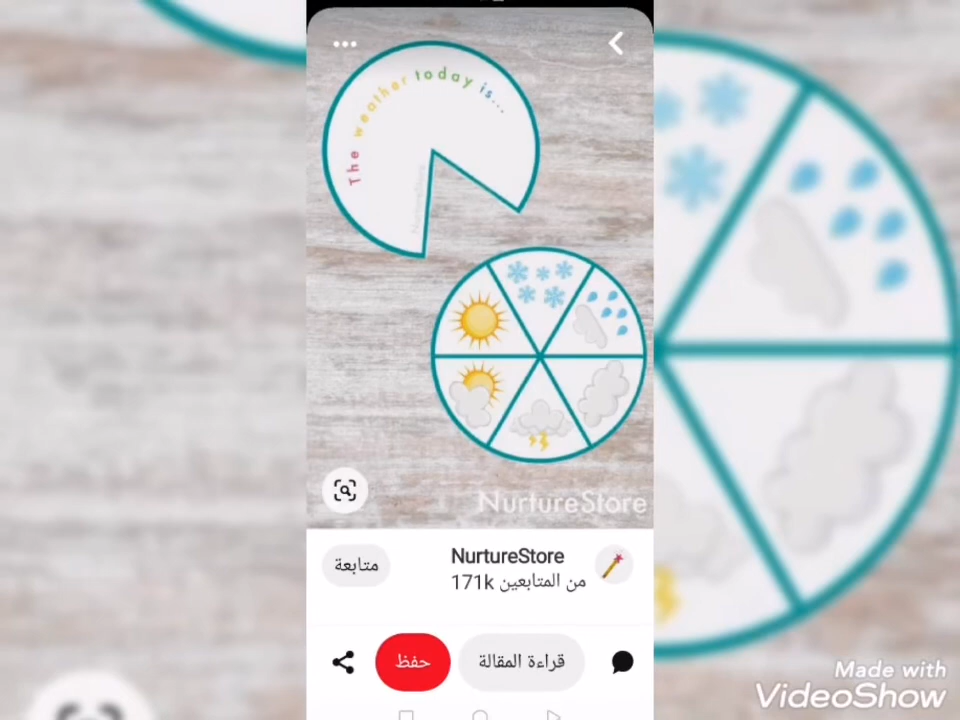 The weather today is...
NurtureStore
NurtureStore
NurtureStore
متابعة
171k من المتابعين
قراءة المقالة
حفظ
Made with
VideoShow